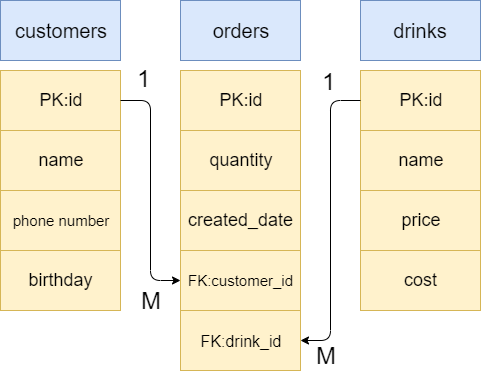 customers
PK:id
name
phone number
birthday
1
M
orders
PK:id
quantity
created_date
FK:customer_id
FK:drink_id
1
M
drinks
PK:id
name
price
cost